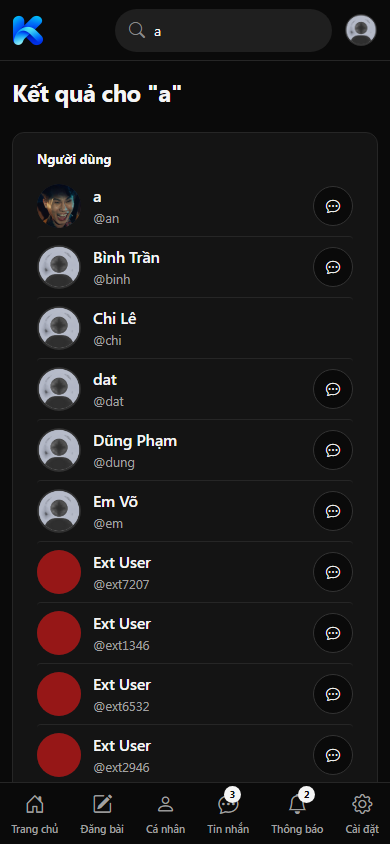 a
Kết quả cho "a"
Người dùng
a
@an
Bình Trần
@binh
Chi Lê
@chi
dat
@dat
Dũng Phạm
@dung
Em Võ
@em
Ext User
@ext7207
Ext User
@ext1346
Ext User
@ext6532
Ext User
@ext2946
3
2
Trang chủ
Đăng bài
Cá nhân
Tin nhắn
Thông báo
Cài đặt